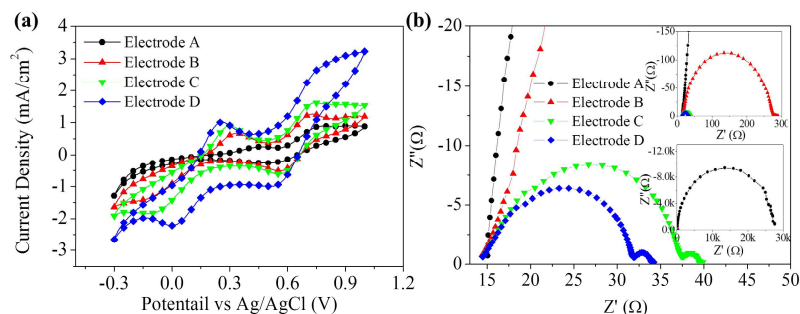 (a)
Electrode A
Electrode B
Electrode C
Electrode D
Current Density (mA/cm²)
4
3
2
1
0
-1
-2
-3
-0.3 0.0 0.3 0.6 0.9 1.2
Potentail vs Ag/AgCl (V)
(b)
Z''(Ω)
-20
-15
-10
-5
0
Electrode A
Electrode B
Electrode C
Electrode D
15 20 25 30 35 40 45 50
Z' (Ω)
Z''(Ω)
-150
-100
-50
0
0 100 200 300
Z' (Ω)
Z''(Ω)
-12.0k
-8.0k
0.0
0 10k 20k 30k
Z' (Ω)